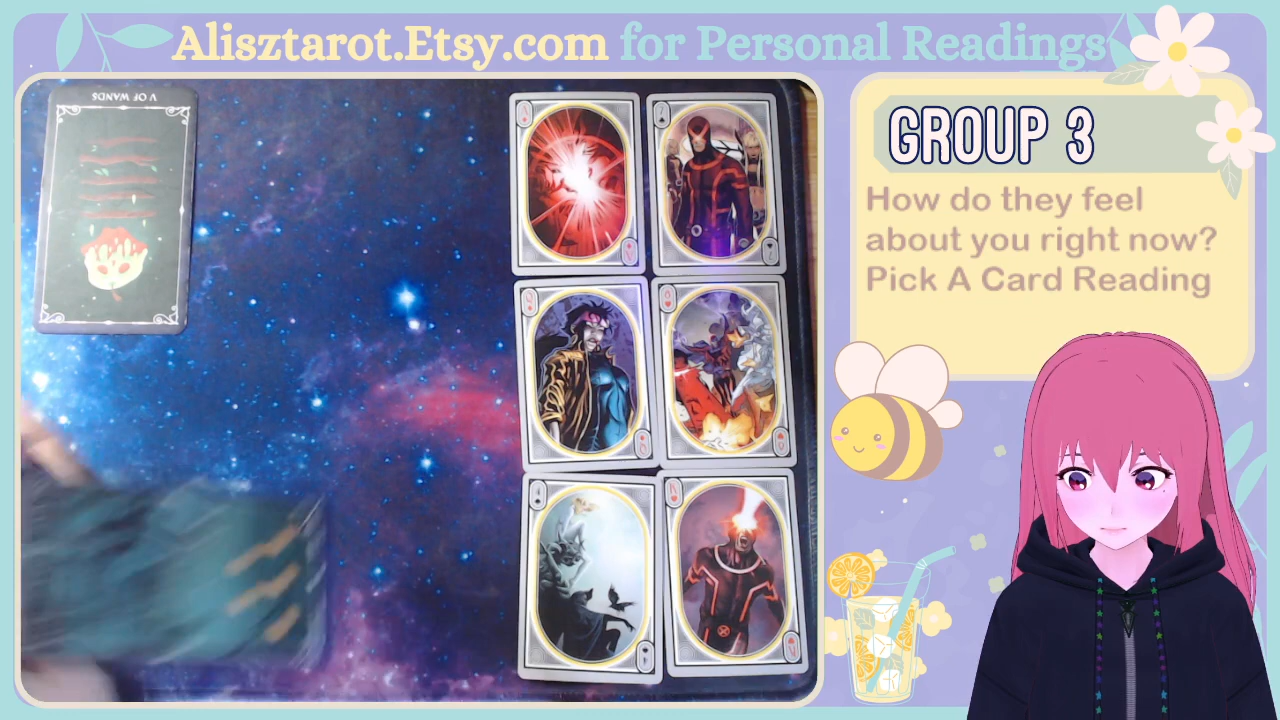 Alisztarot.Etsy.com for Personal Readings
V OF WANDS
GROUP 3
How do they feel
about you right now?
Pick A Card Reading